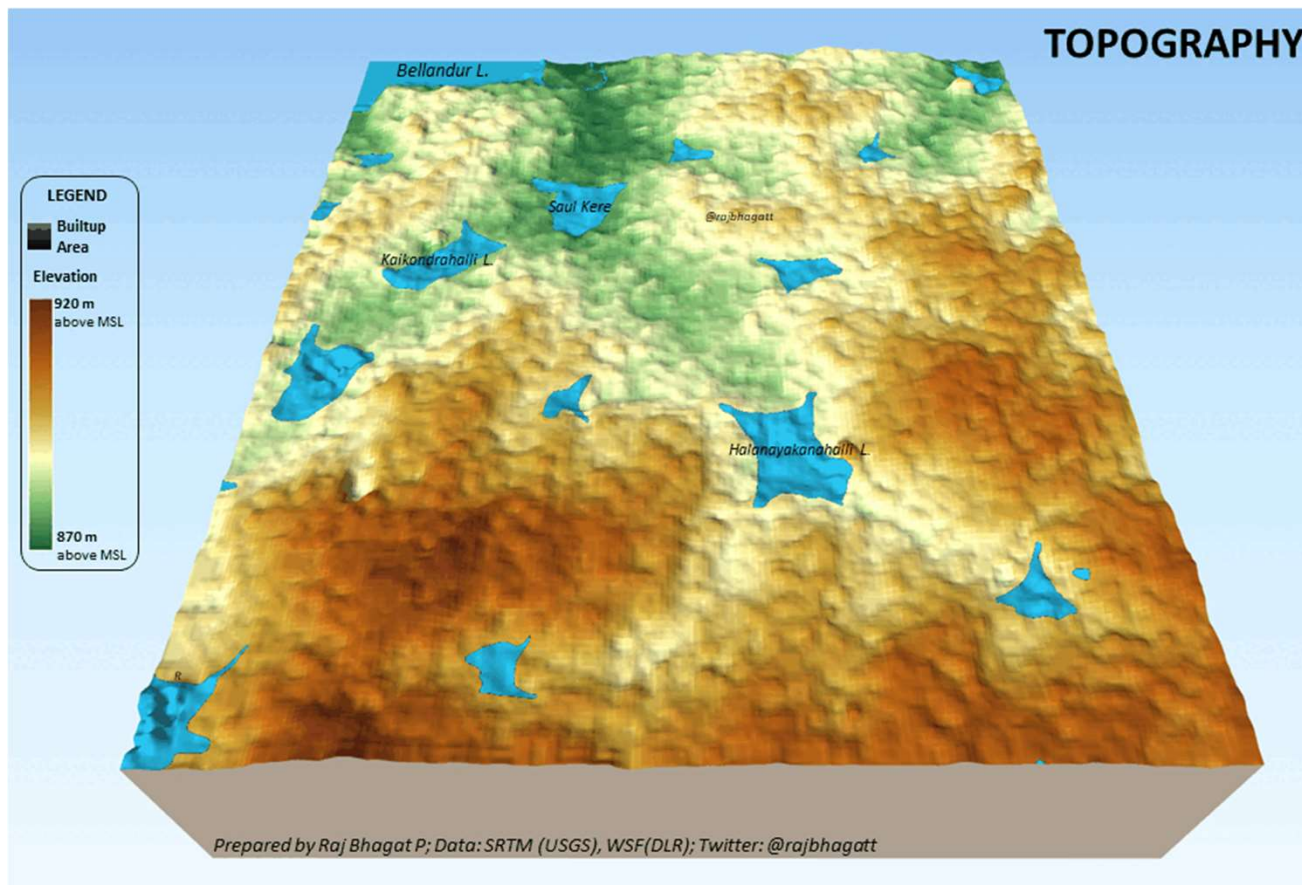 TOPOGRAPHY
Bellandur L.
LEGEND
Builtup
Area
Elevation
920 m
above MSL
870 m
above MSL
Saul Kere
@rajbhagatt
Kaikondrahalli L.
Halanayakanahalli L.
R
Prepared by Raj Bhagat P; Data: SRTM (USGS), WSF(DLR); Twitter: @rajbhagatt